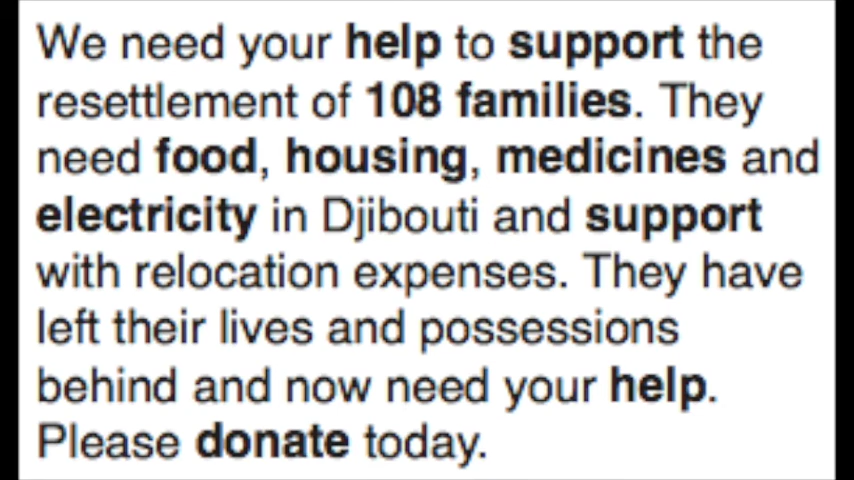 We need your help to support the
resettlement of 108 families. They
need food, housing, medicines and
electricity in Djibouti and support
with relocation expenses. They have
left their lives and possessions
behind and now need your help.
Please donate today.